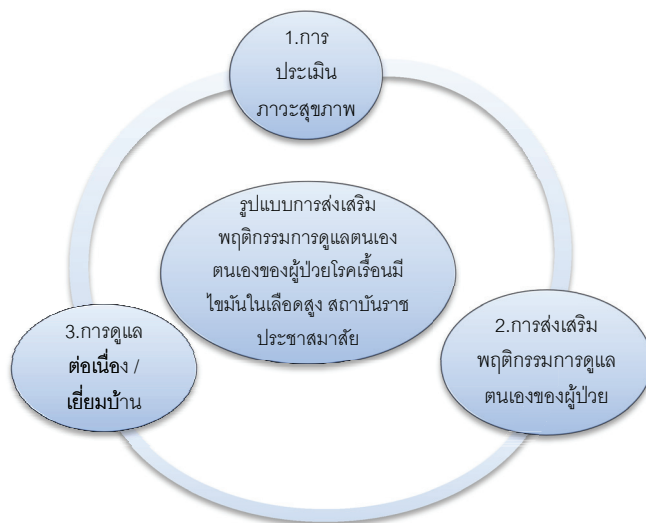 1.การ
ประเมิน
ภาวะสุขภาพ
รูปแบบการส่งเสริม
พฤติกรรมการดูแลตนเอง
ตนเองของผู้ป่วยโรคเรื้อนมี
ไขมันในเลือดสูง สถาบันราช
ประชาสมาสัย
2.การส่งเสริม
พฤติกรรมการดูแล
ตนเองของผู้ป่วย
3.การดูแล
ต่อเนื่อง /
เยี่ยมบ้าน